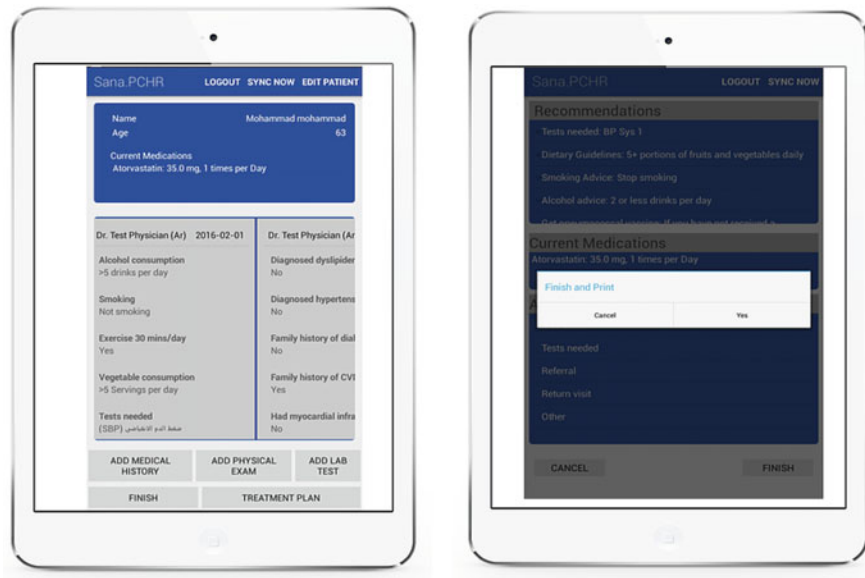 Sana.PCHR LOGOUT SYNC NOW EDIT PATIENT
Name Mohammad mohammad
Age 63
Current Medications
Atorvastatin: 35.0 mg, 1 times per Day
Dr. Test Physician (Ar) 2016-02-01
Alcohol consumption
>5 drinks per day
Smoking
Not smoking
Exercise 30 mins/day
Yes
Vegetable consumption
>5 Servings per day
Tests needed
ضغط الدم الانقباضي (SBP)
Dr. Test Physician (Ar
Diagnosed dyslipider
No
Diagnosed hypertens
No
Family history of dial
No
Family history of CVI
Yes
Had myocardial infra
No
ADD MEDICAL HISTORY
ADD PHYSICAL EXAM
ADD LAB TEST
FINISH TREATMENT PLAN
Sana.PCHR LOGOUT SYNC NOW
Recommendations
Tests needed: BP Sys 1
Dietary Guidelines: 5+ portions of fruits and vegetables daily
Smoking Advice: Stop smoking
Alcohol advice: 2 or less drinks per day
Current Medications
Atorvastatin: 35.0 mg, 1 times per Day
Finish and Print
Cancel Yes
Tests needed
Referral
Return visit
Other
CANCEL FINISH